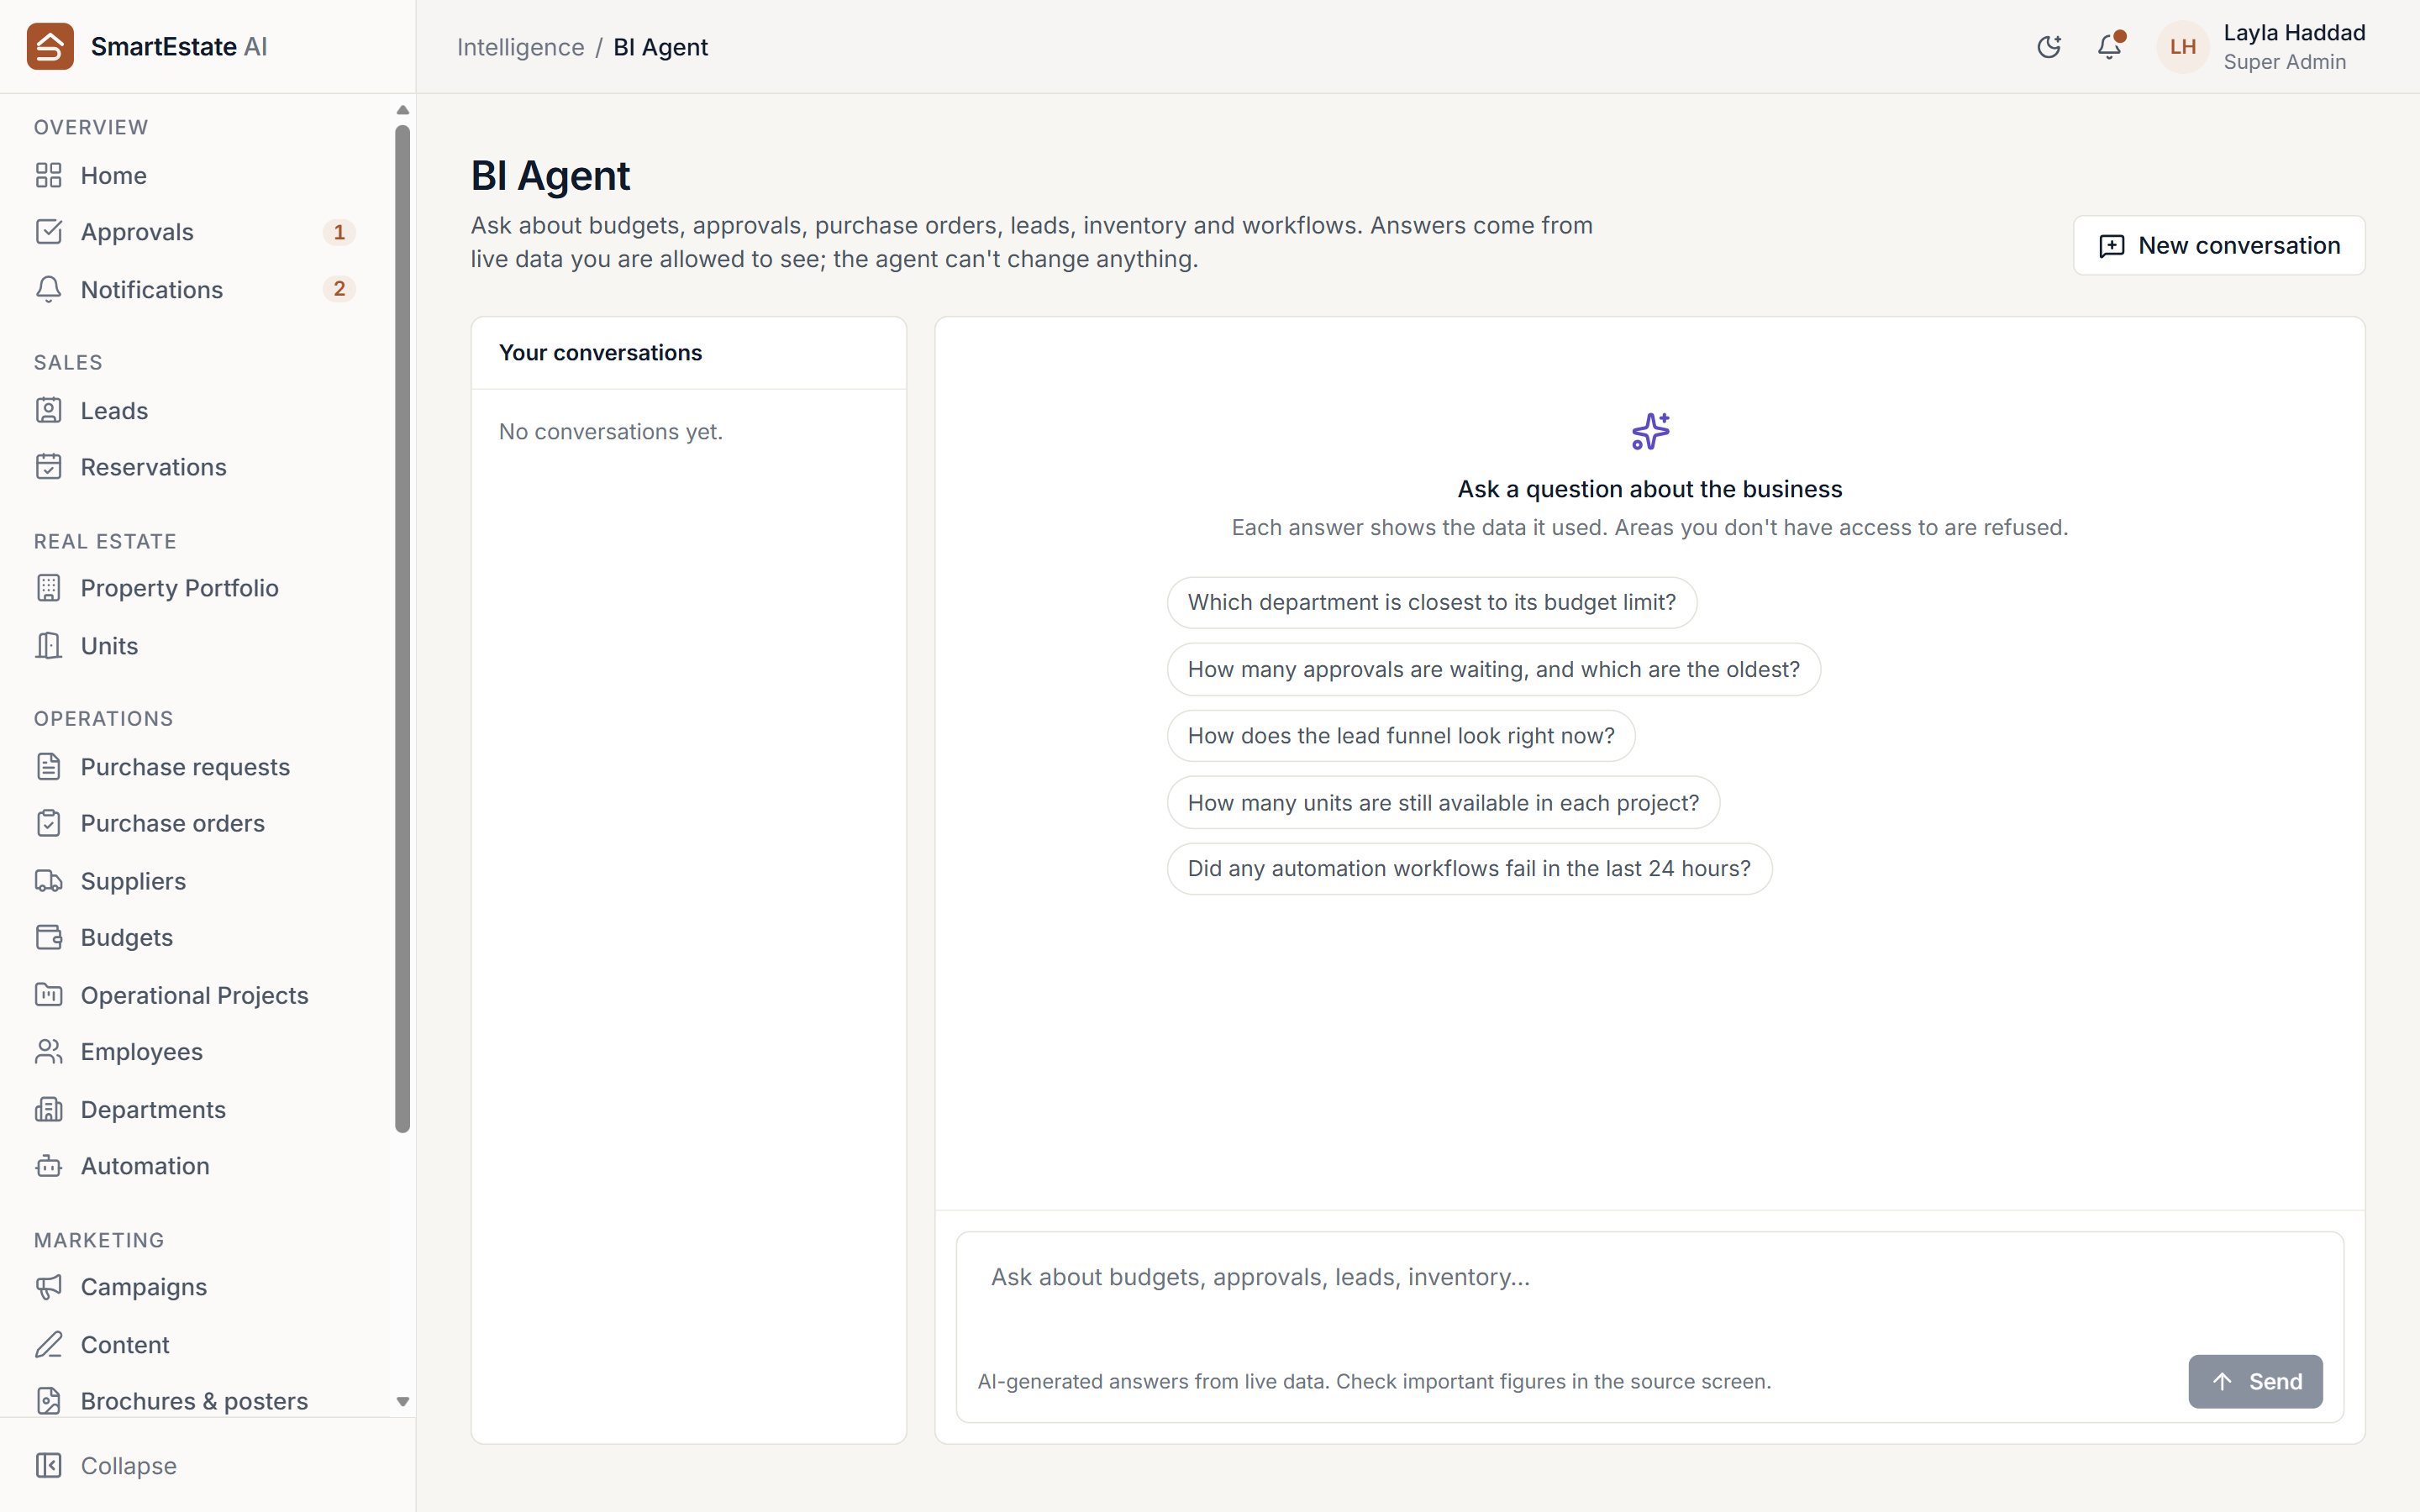 SmartEstate AI
Intelligence / BI Agent
LH
Layla Haddad
Super Admin
OVERVIEW
Home
Approvals 1
Notifications 2
SALES
Leads
Reservations
REAL ESTATE
Property Portfolio
Units
OPERATIONS
Purchase requests
Purchase orders
Suppliers
Budgets
Operational Projects
Employees
Departments
Automation
MARKETING
Campaigns
Content
Brochures & posters
Collapse
BI Agent
Ask about budgets, approvals, purchase orders, leads, inventory and workflows. Answers come from
live data you are allowed to see; the agent can't change anything.
New conversation
Your conversations
No conversations yet.
Ask a question about the business
Each answer shows the data it used. Areas you don't have access to are refused.
Which department is closest to its budget limit?
How many approvals are waiting, and which are the oldest?
How does the lead funnel look right now?
How many units are still available in each project?
Did any automation workflows fail in the last 24 hours?
Ask about budgets, approvals, leads, inventory...
AI-generated answers from live data. Check important figures in the source screen.
Send